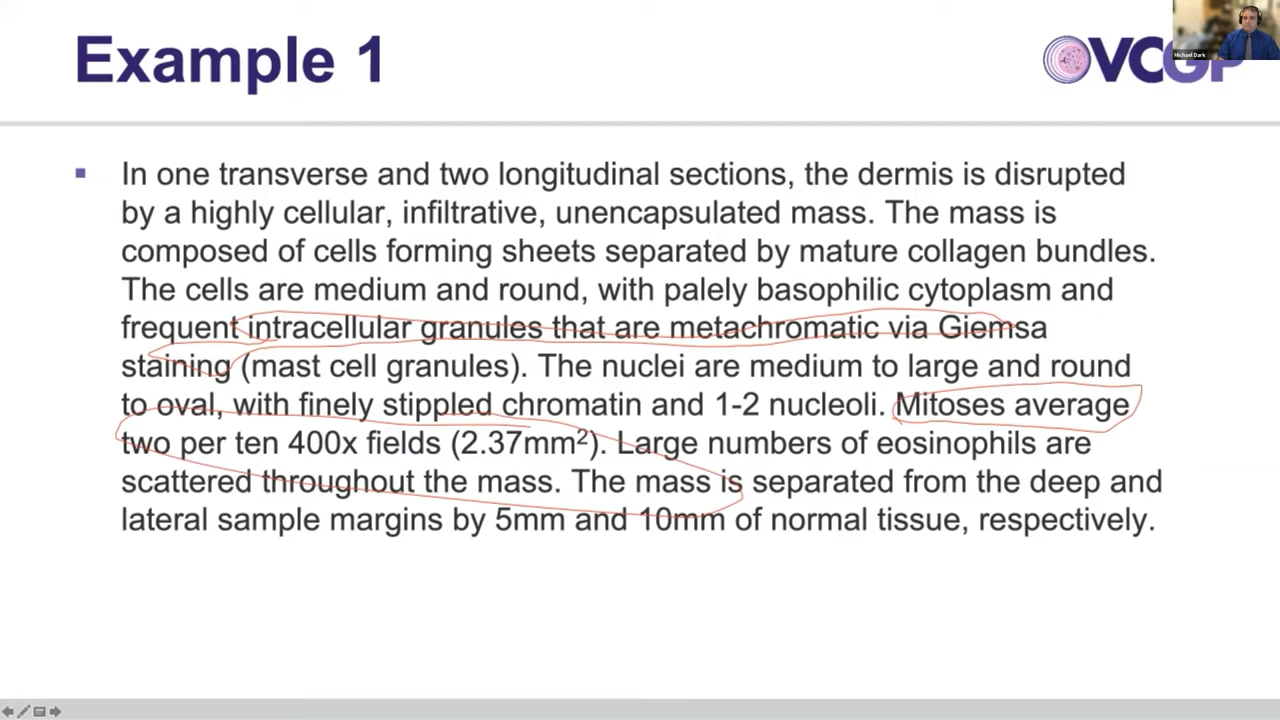 Example 1
OVCGP
Michael Dark
In one transverse and two longitudinal sections, the dermis is disrupted
by a highly cellular, infiltrative, unencapsulated mass. The mass is
composed of cells forming sheets separated by mature collagen bundles.
The cells are medium and round, with palely basophilic cytoplasm and
frequent intracellular granules that are metachromatic via Giemsa
staining (mast cell granules). The nuclei are medium to large and round
to oval, with finely stippled chromatin and 1-2 nucleoli. Mitoses average
two per ten 400x fields (2.37mm²). Large numbers of eosinophils are
scattered throughout the mass. The mass is separated from the deep and
lateral sample margins by 5mm and 10mm of normal tissue, respectively.